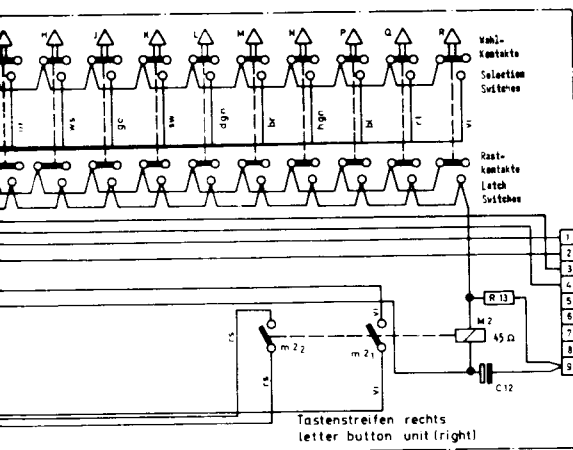 H J K L M N P Q R
Wahl-
Kontakte
Selection
Switches
ws ge sw dgn br hgn bl rt vi
Rast-
kontakte
Latch
Switches
1
2
3
4
5
6
7
8
9
R 13
M 2
45 Ω
C 12
rs
rs
m 2₂
vi
m 2₁
vi
Tastenstreifen rechts
letter button unit (right)